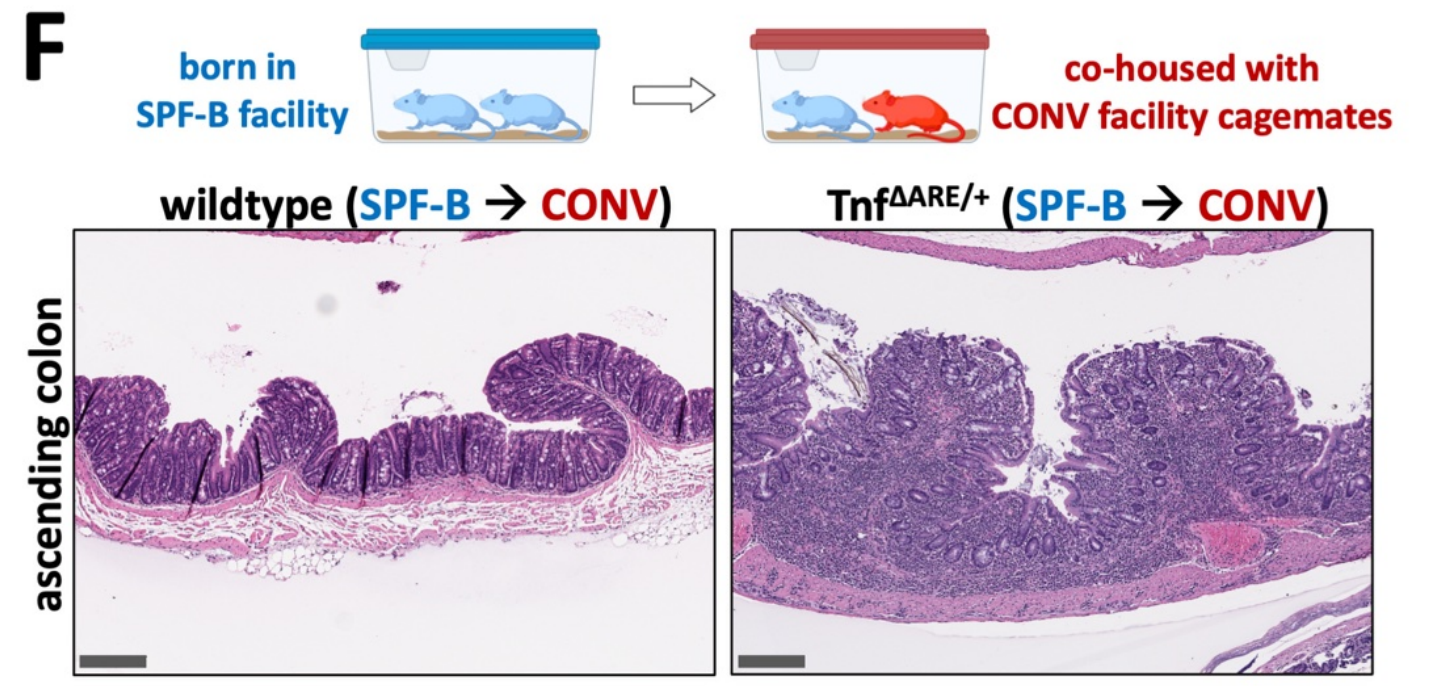 F
born in
SPF-B facility
co-housed with
CONV facility cagemates
wildtype (SPF-B → CONV)
Tnf^ΔARE/+ (SPF-B → CONV)
ascending colon